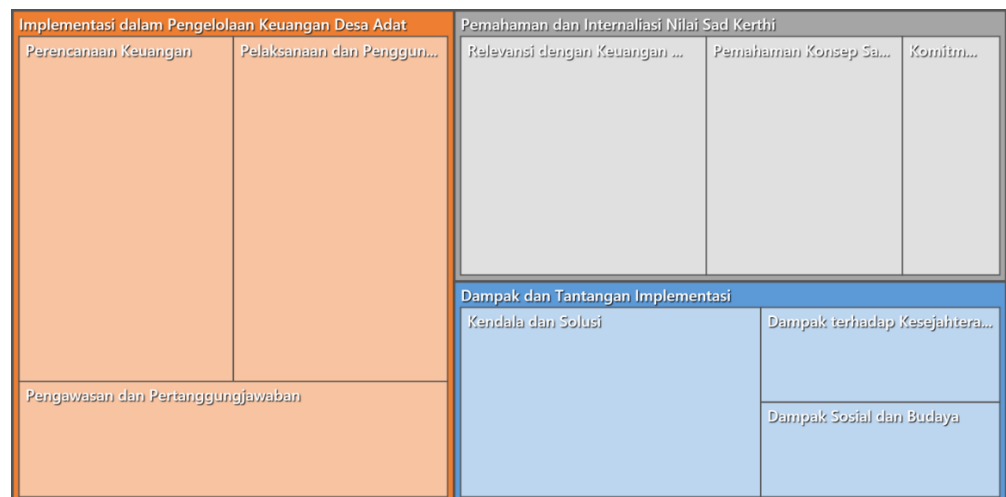 Implementasi dalam Pengelolaan Keuangan Desa Adat
Perencanaan Keuangan
Pelaksanaan dan Penggun...
Pengawasan dan Pertanggungjawaban
Pemahaman dan Internaliasi Nilai Sad Kerthi
Relevansi dengan Keuangan ...
Pemahaman Konsep Sa...
Komitm...
Dampak dan Tantangan Implementasi
Kendala dan Solusi
Dampak terhadap Kesejahtera...
Dampak Sosial dan Budaya